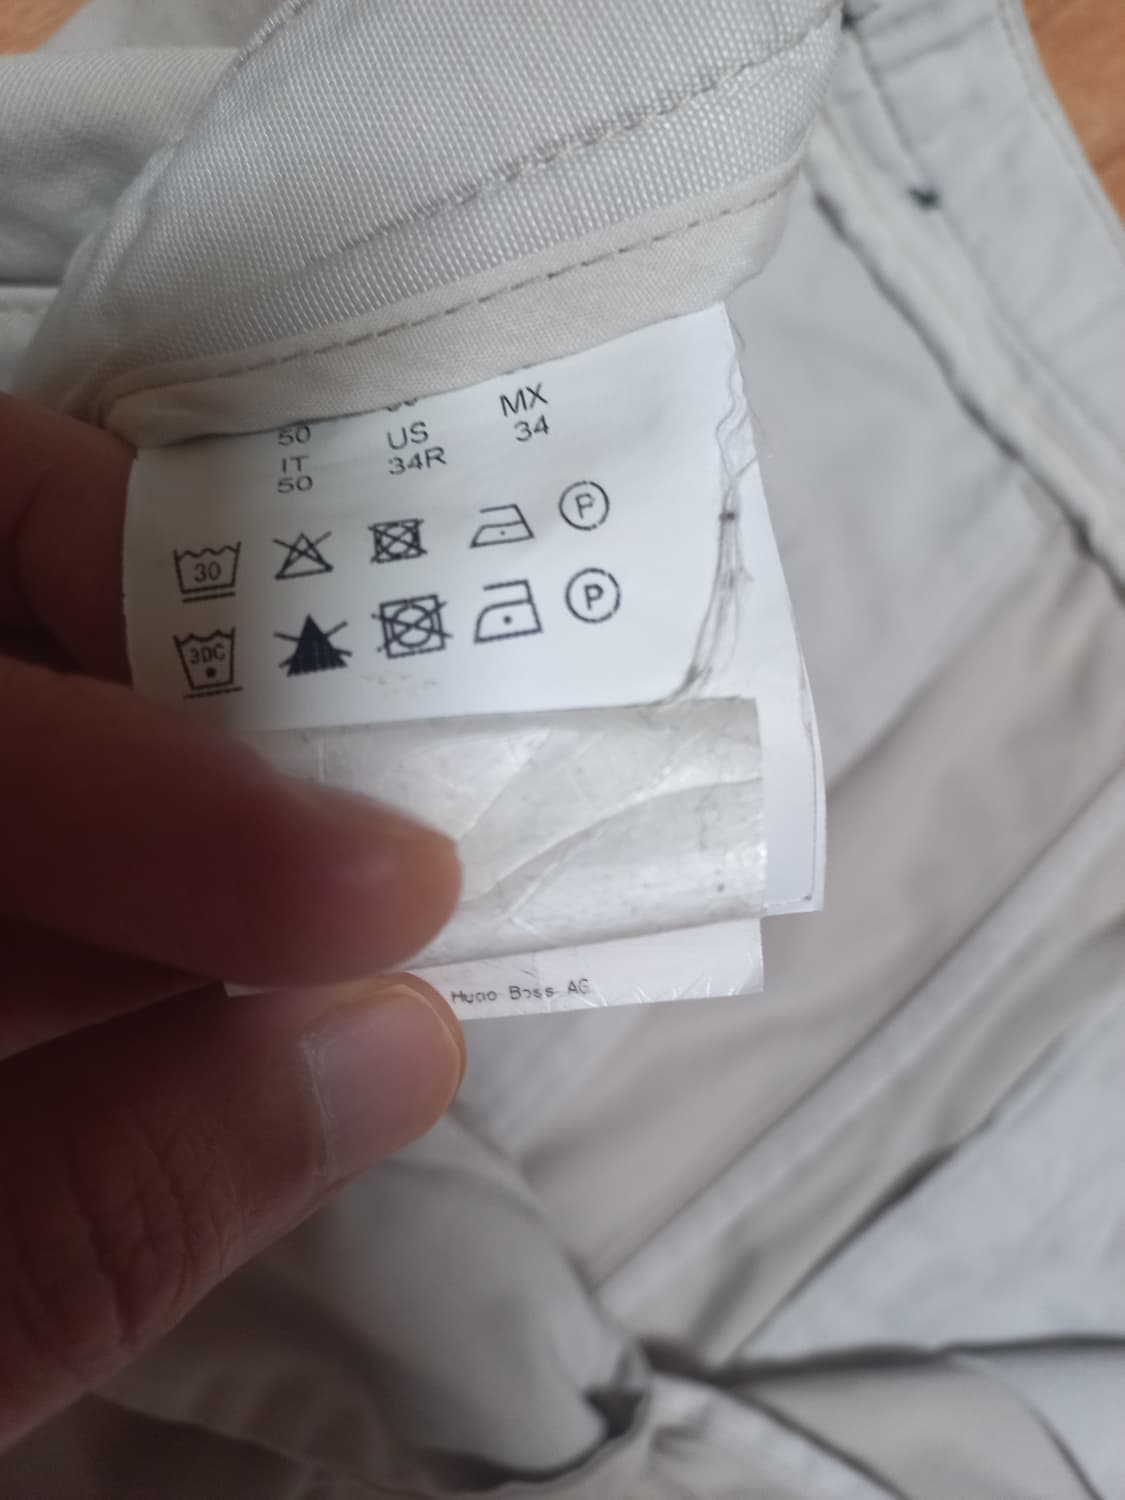 MX
50 US 34
IT 34R
50
30 P
30C P
Hugo Boss AG